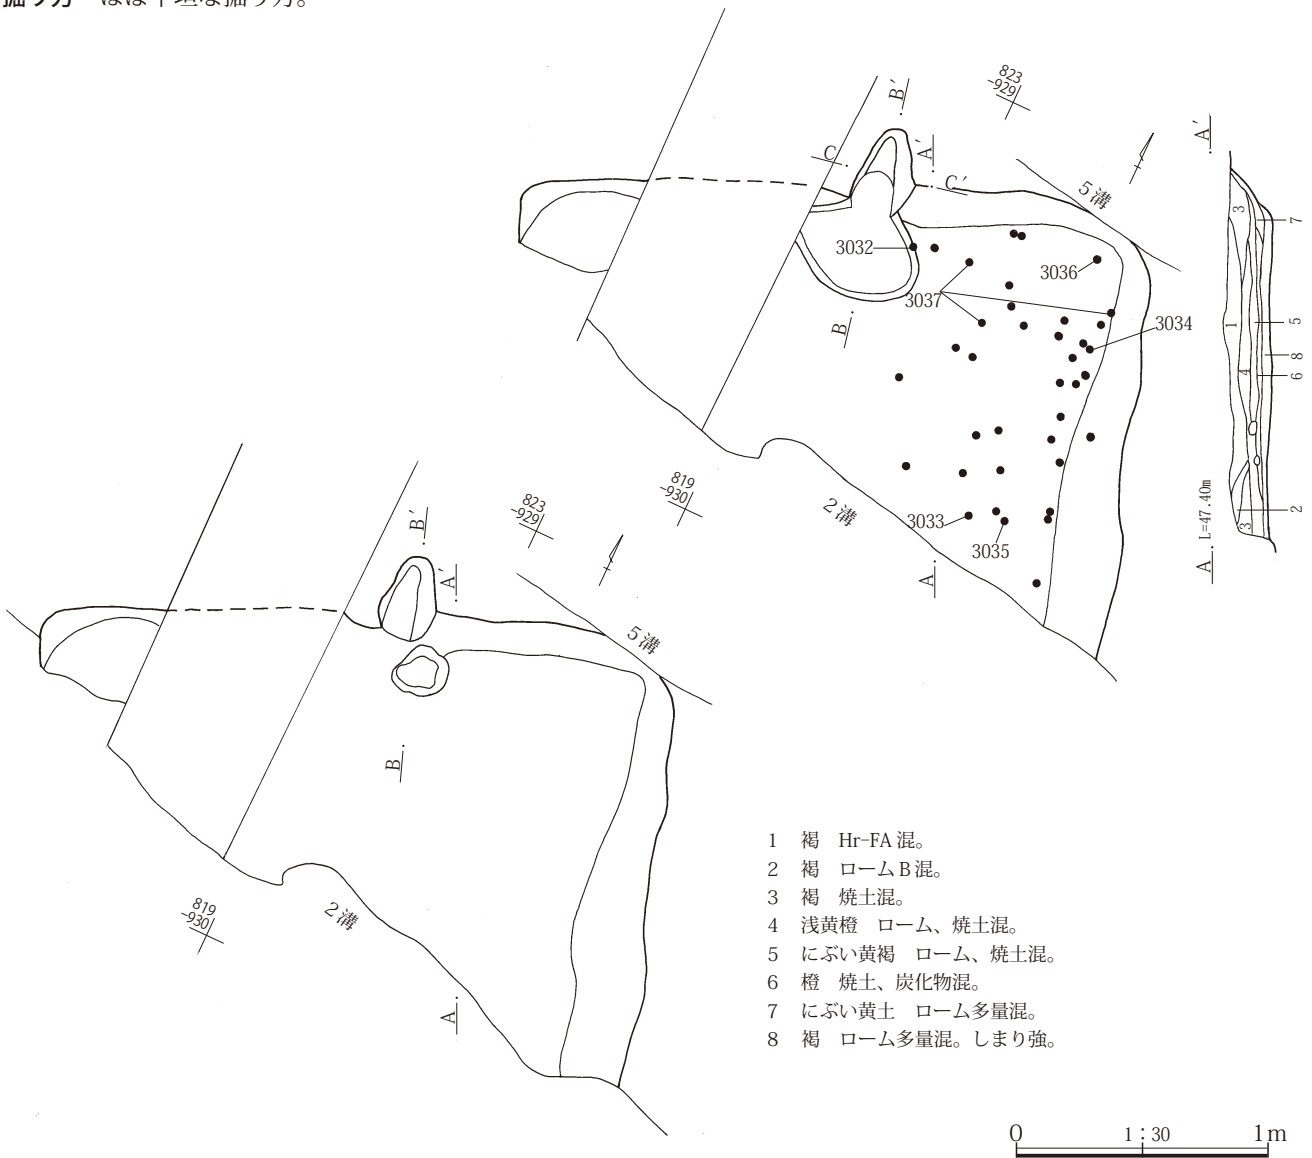 掘り方　ほぼ平坦な掘り方。
823
-929
B′
A′
C
C′
A′
5溝
3032
3036
3037
3034
B
3
7
1
5
8
4
6
2
3
A
L=47.40m
2溝
3033
3035
A
819
-930
823
-929
B′
A′
5溝
B
819
-930
2溝
A
1　褐　Hr-FA混。
2　褐　ロームB混。
3　褐　焼土混。
4　浅黄橙　ローム、焼土混。
5　にぶい黄褐　ローム、焼土混。
6　橙　焼土、炭化物混。
7　にぶい黄土　ローム多量混。
8　褐　ローム多量混。しまり強。
0　1：30　1m